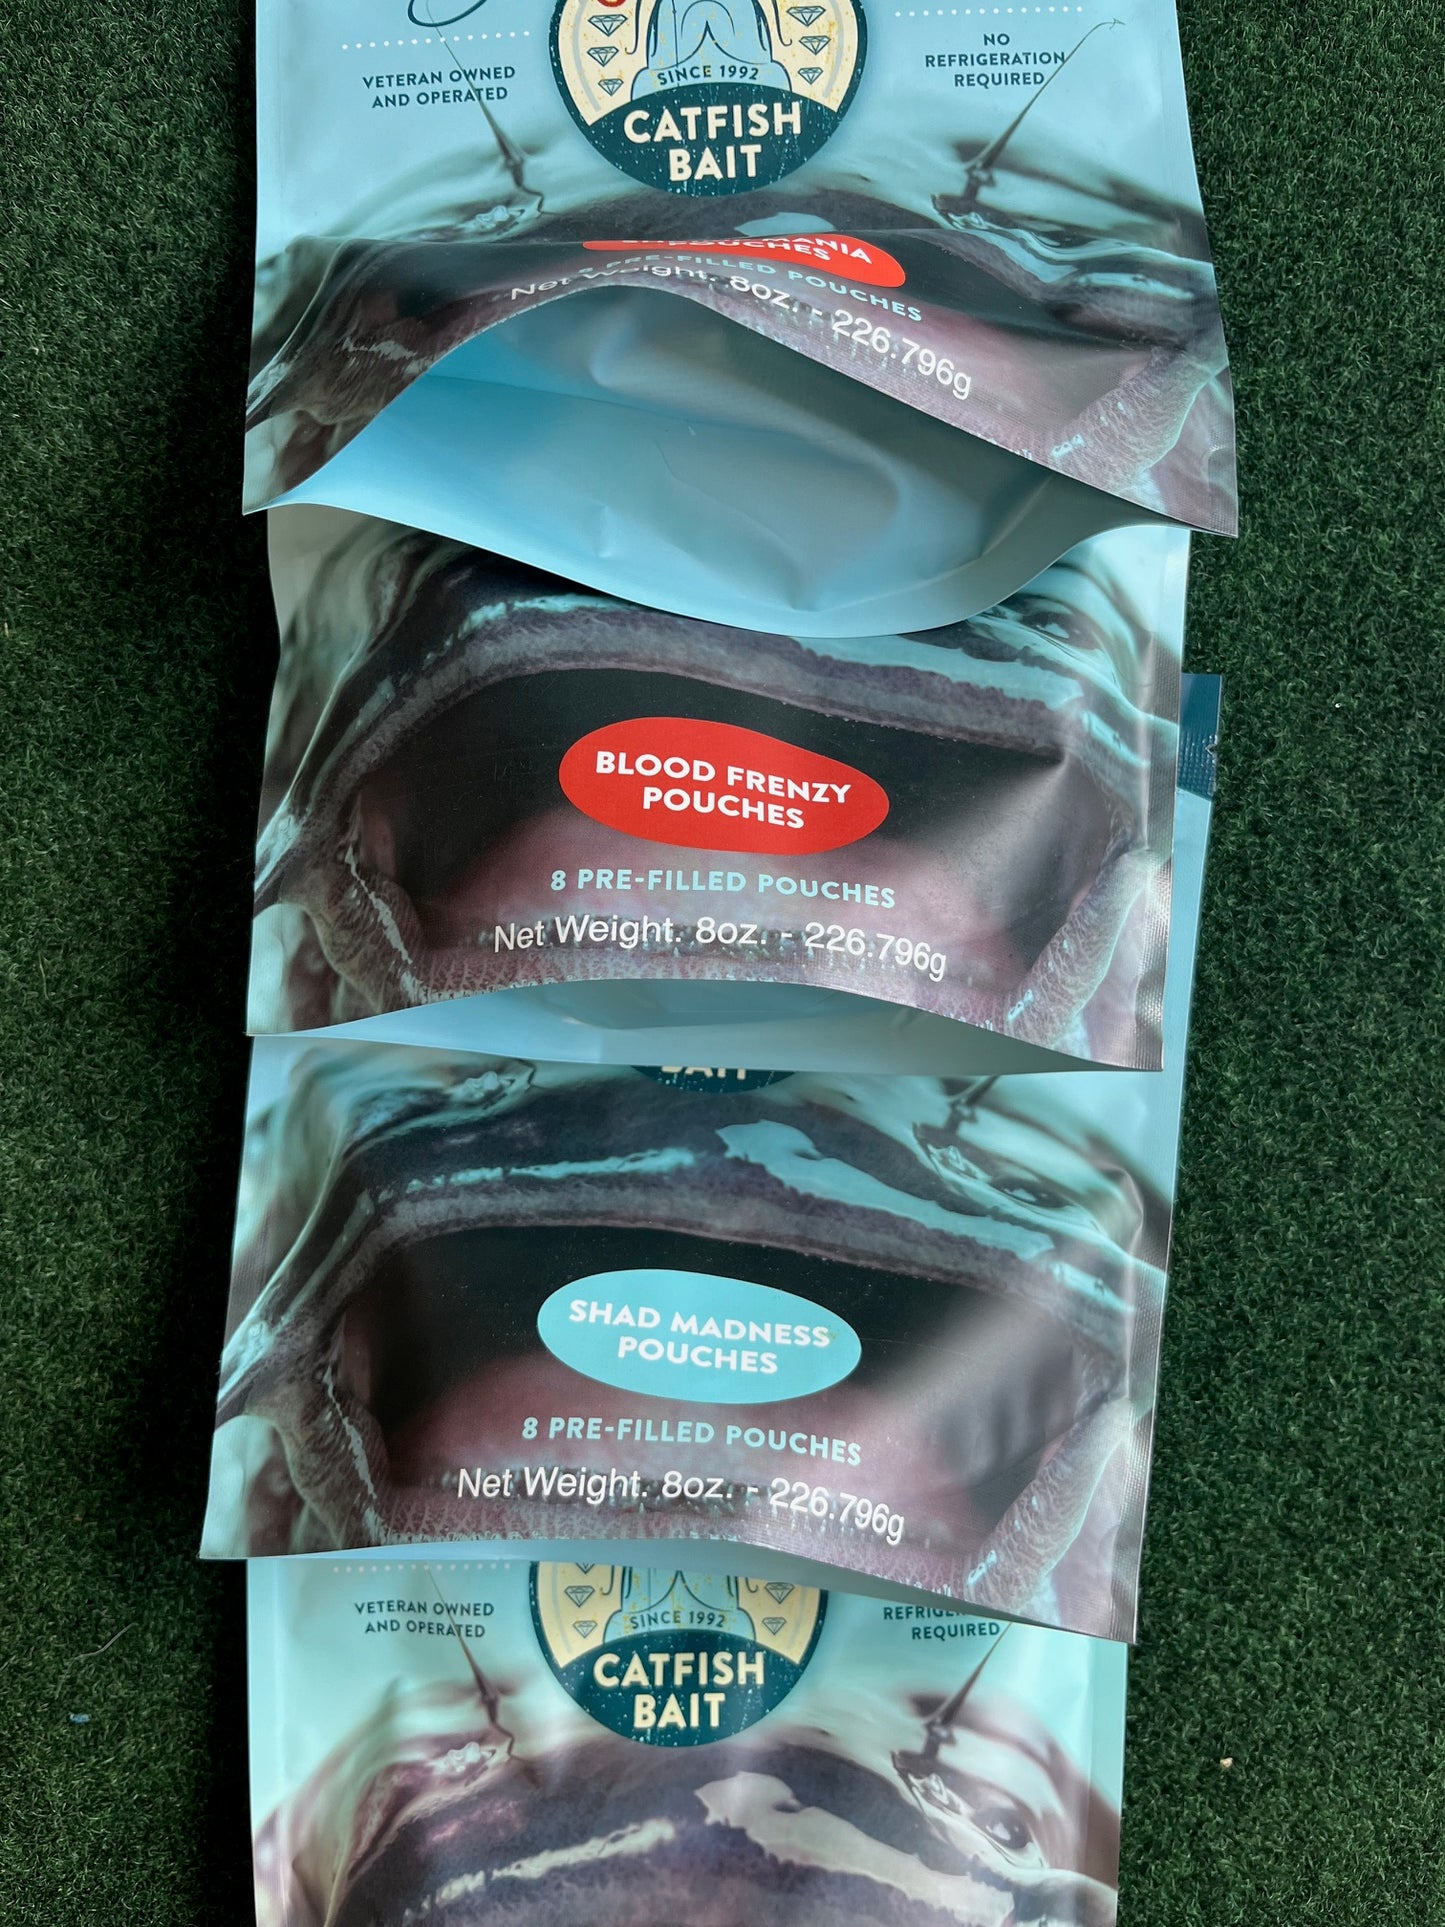 VETERAN OWNED
AND OPERATED
SINCE 1992
CATFISH
BAIT
NO
REFRIGERATION
REQUIRED
POUCHES
PRE-FILLED POUCHES
Net Weight. 8oz. - 226.796g
BLOOD FRENZY
POUCHES
8 PRE-FILLED POUCHES
Net Weight. 8oz. - 226.796g
BAIT
SHAD MADNESS
POUCHES
8 PRE-FILLED POUCHES
Net Weight. 8oz. - 226.796g
VETERAN OWNED
AND OPERATED
SINCE 1992
CATFISH
BAIT
REQUIRED